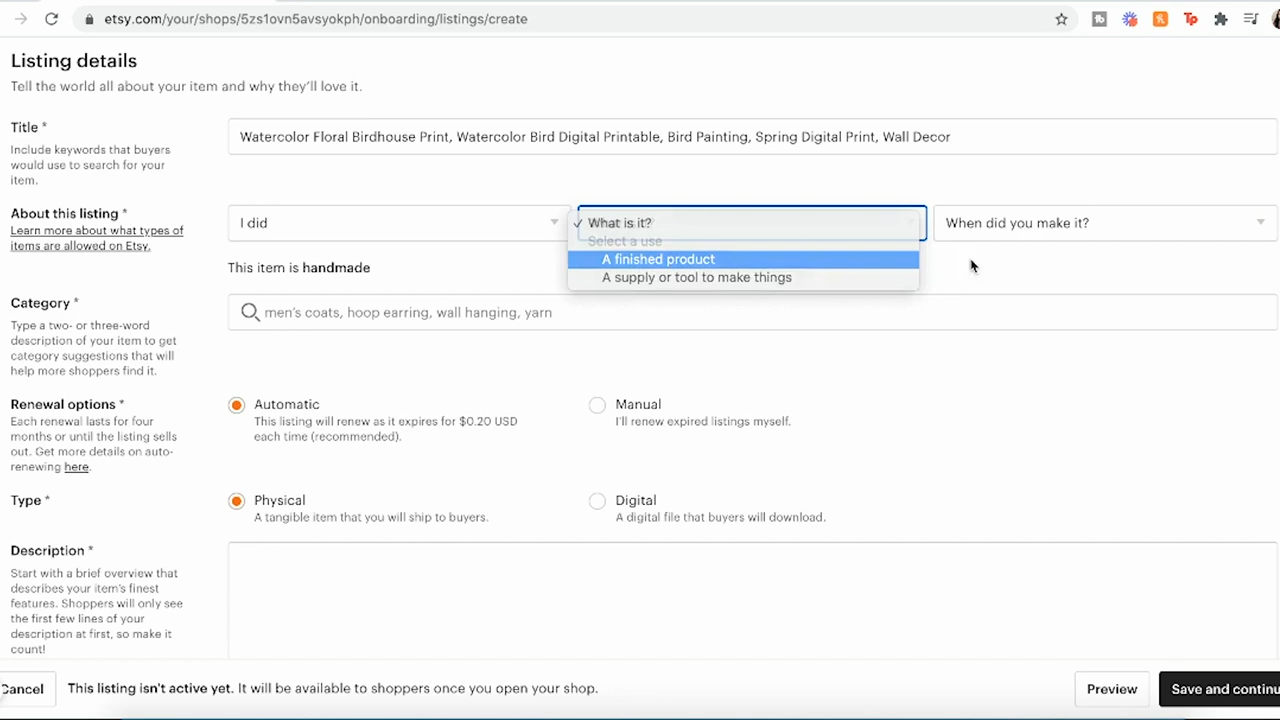 etsy.com/your/shops/5zs1ovn5avsyokph/onboarding/listings/create
Tp
Listing details
Tell the world all about your item and why they'll love it.
Title *
Include keywords that buyers
would use to search for your
item.
Watercolor Floral Birdhouse Print, Watercolor Bird Digital Printable, Bird Painting, Spring Digital Print, Wall Decor
About this listing *
Learn more about what types of
items are allowed on Etsy.
I did
What is it?
Select a use
A finished product
A supply or tool to make things
When did you make it?
This item is handmade
Category *
Type a two- or three-word
description of your item to get
category suggestions that will
help more shoppers find it.
men's coats, hoop earring, wall hanging, yarn
Renewal options *
Each renewal lasts for four
months or until the listing sells
out. Get more details on auto-
renewing here.
Automatic
This listing will renew as it expires for $0.20 USD
each time (recommended).
Manual
I'll renew expired listings myself.
Type *
Physical
A tangible item that you will ship to buyers.
Digital
A digital file that buyers will download.
Description *
Start with a brief overview that
describes your item's finest
features. Shoppers will only see
the first few lines of your
description at first, so make it
count!
Cancel
This listing isn't active yet. It will be available to shoppers once you open your shop.
Preview
Save and continu